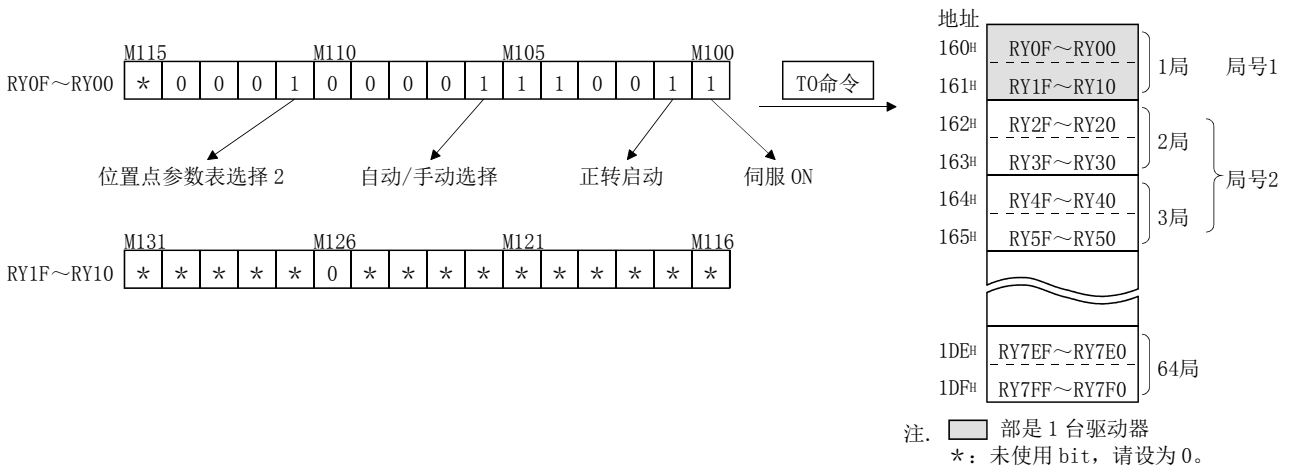 M115 M110 M105 M100
RY0F～RY00 * 0 0 0 1 0 0 0 0 1 1 1 0 0 1 1
位置点参数表选择 2 自动/手动选择 正转启动 伺服 ON
M131 M126 M121 M116
RY1F～RY10 * * * * * 0 * * * * * * * * * *
TO命令
地址
160H RY0F～RY00
161H RY1F～RY10
1局 局号1
162H RY2F～RY20
163H RY3F～RY30
2局
164H RY4F～RY40
165H RY5F～RY50
3局
局号2
1DEH RY7EF～RY7E0
1DFH RY7FF～RY7F0
64局
注. 部是 1 台驱动器
*：未使用 bit，请设为 0。